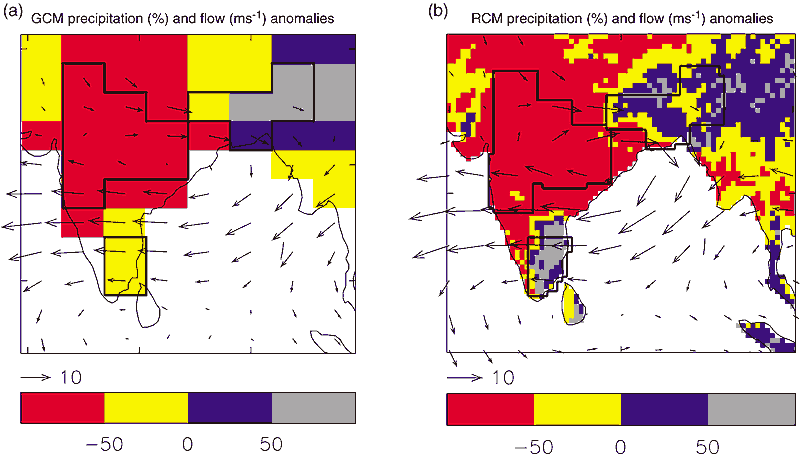 (a)
GCM precipitation (%) and flow (ms⁻¹) anomalies
(b)
RCM precipitation (%) and flow (ms⁻¹) anomalies
10
10
−50 0 50
−50 0 50